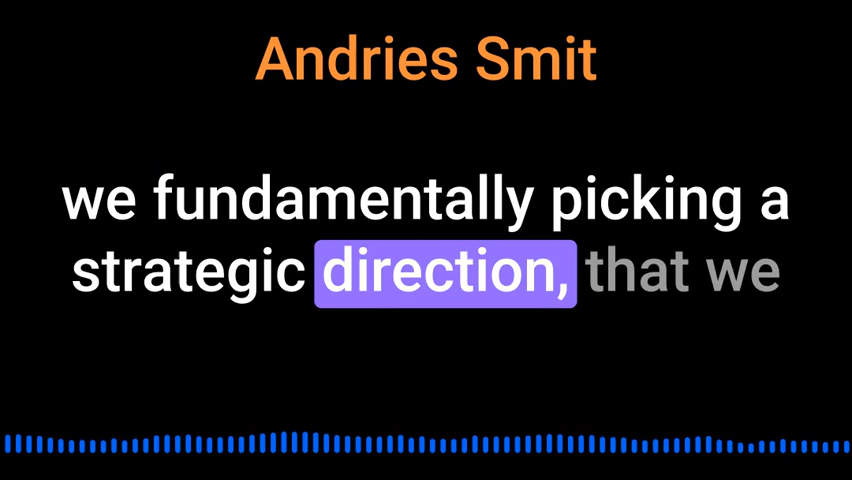 Andries Smit
we fundamentally picking a
strategic direction, that we